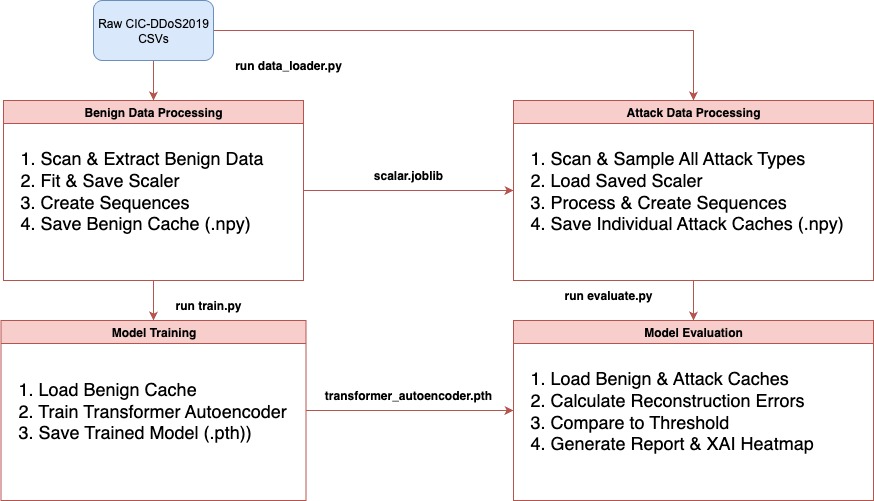 Raw CIC-DDoS2019
CSVs
run data_loader.py
Benign Data Processing
1. Scan & Extract Benign Data
2. Fit & Save Scaler
3. Create Sequences
4. Save Benign Cache (.npy)
scalar.joblib
Attack Data Processing
1. Scan & Sample All Attack Types
2. Load Saved Scaler
3. Process & Create Sequences
4. Save Individual Attack Caches (.npy)
run train.py
run evaluate.py
Model Training
1. Load Benign Cache
2. Train Transformer Autoencoder
3. Save Trained Model (.pth))
transformer_autoencoder.pth
Model Evaluation
1. Load Benign & Attack Caches
2. Calculate Reconstruction Errors
3. Compare to Threshold
4. Generate Report & XAI Heatmap